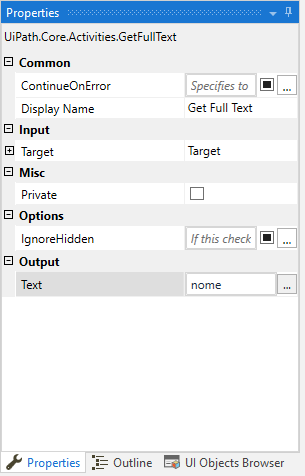 Properties
UiPath.Core.Activities.GetFullText
Common
ContinueOnError Specifies to ...
Display Name Get Full Text
Input
Target Target
Misc
Private
Options
IgnoreHidden If this check ...
Output
Text nome ...
Properties Outline UI Objects Browser